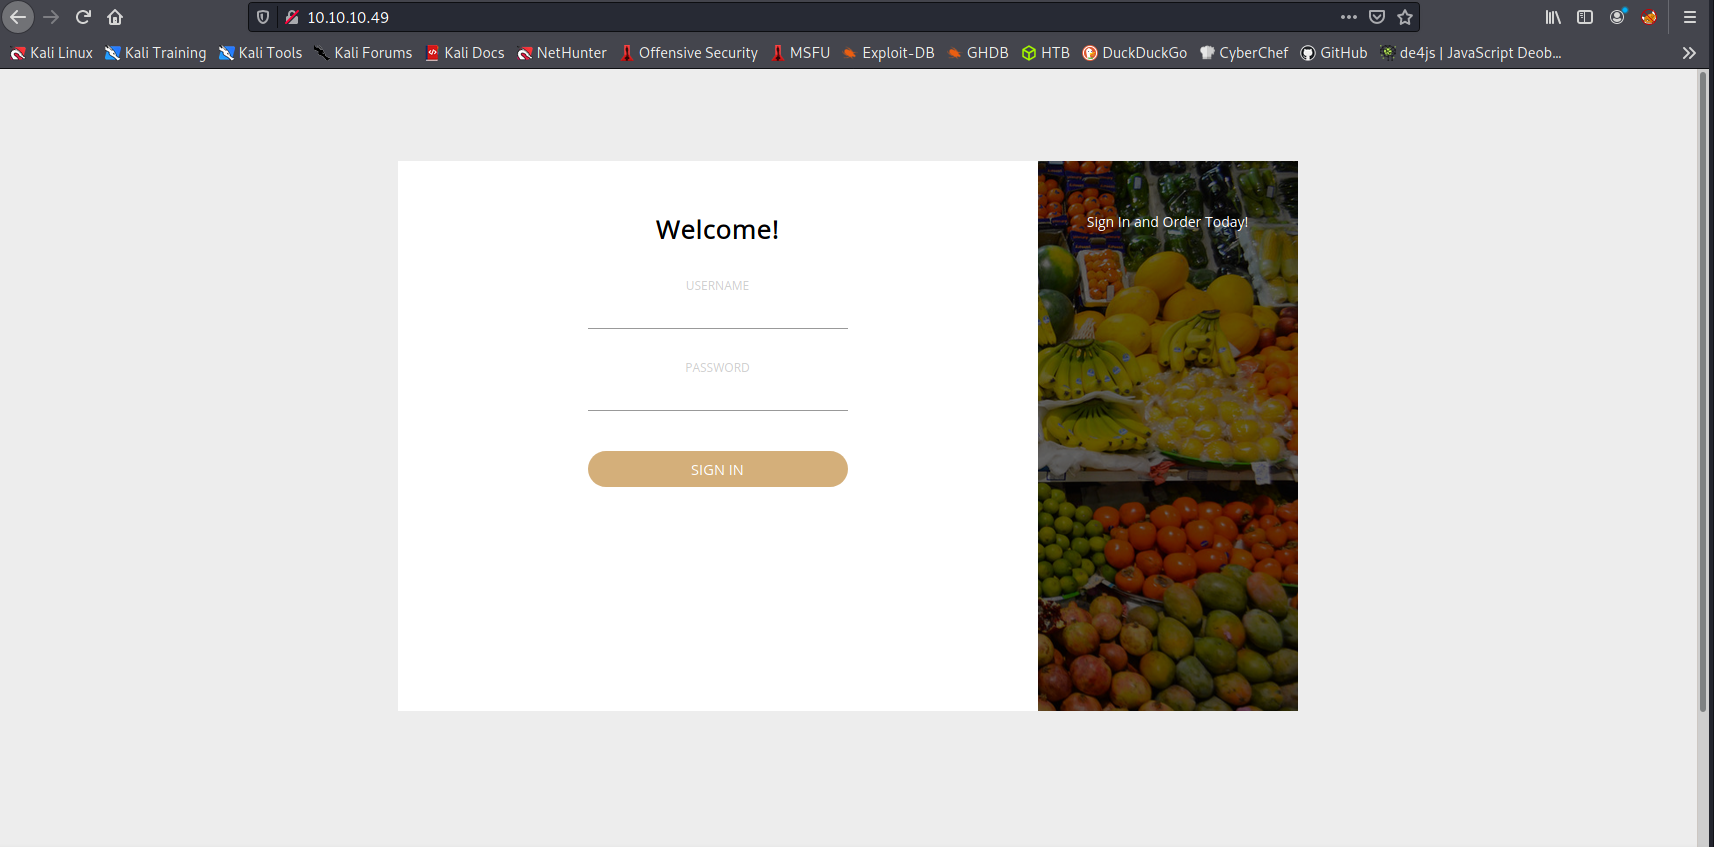 10.10.10.49
Kali Linux Kali Training Kali Tools Kali Forums Kali Docs NetHunter Offensive Security MSFU Exploit-DB GHDB HTB DuckDuckGo CyberChef GitHub de4js | JavaScript Deob...
Welcome!
Sign In and Order Today!
USERNAME
PASSWORD
SIGN IN